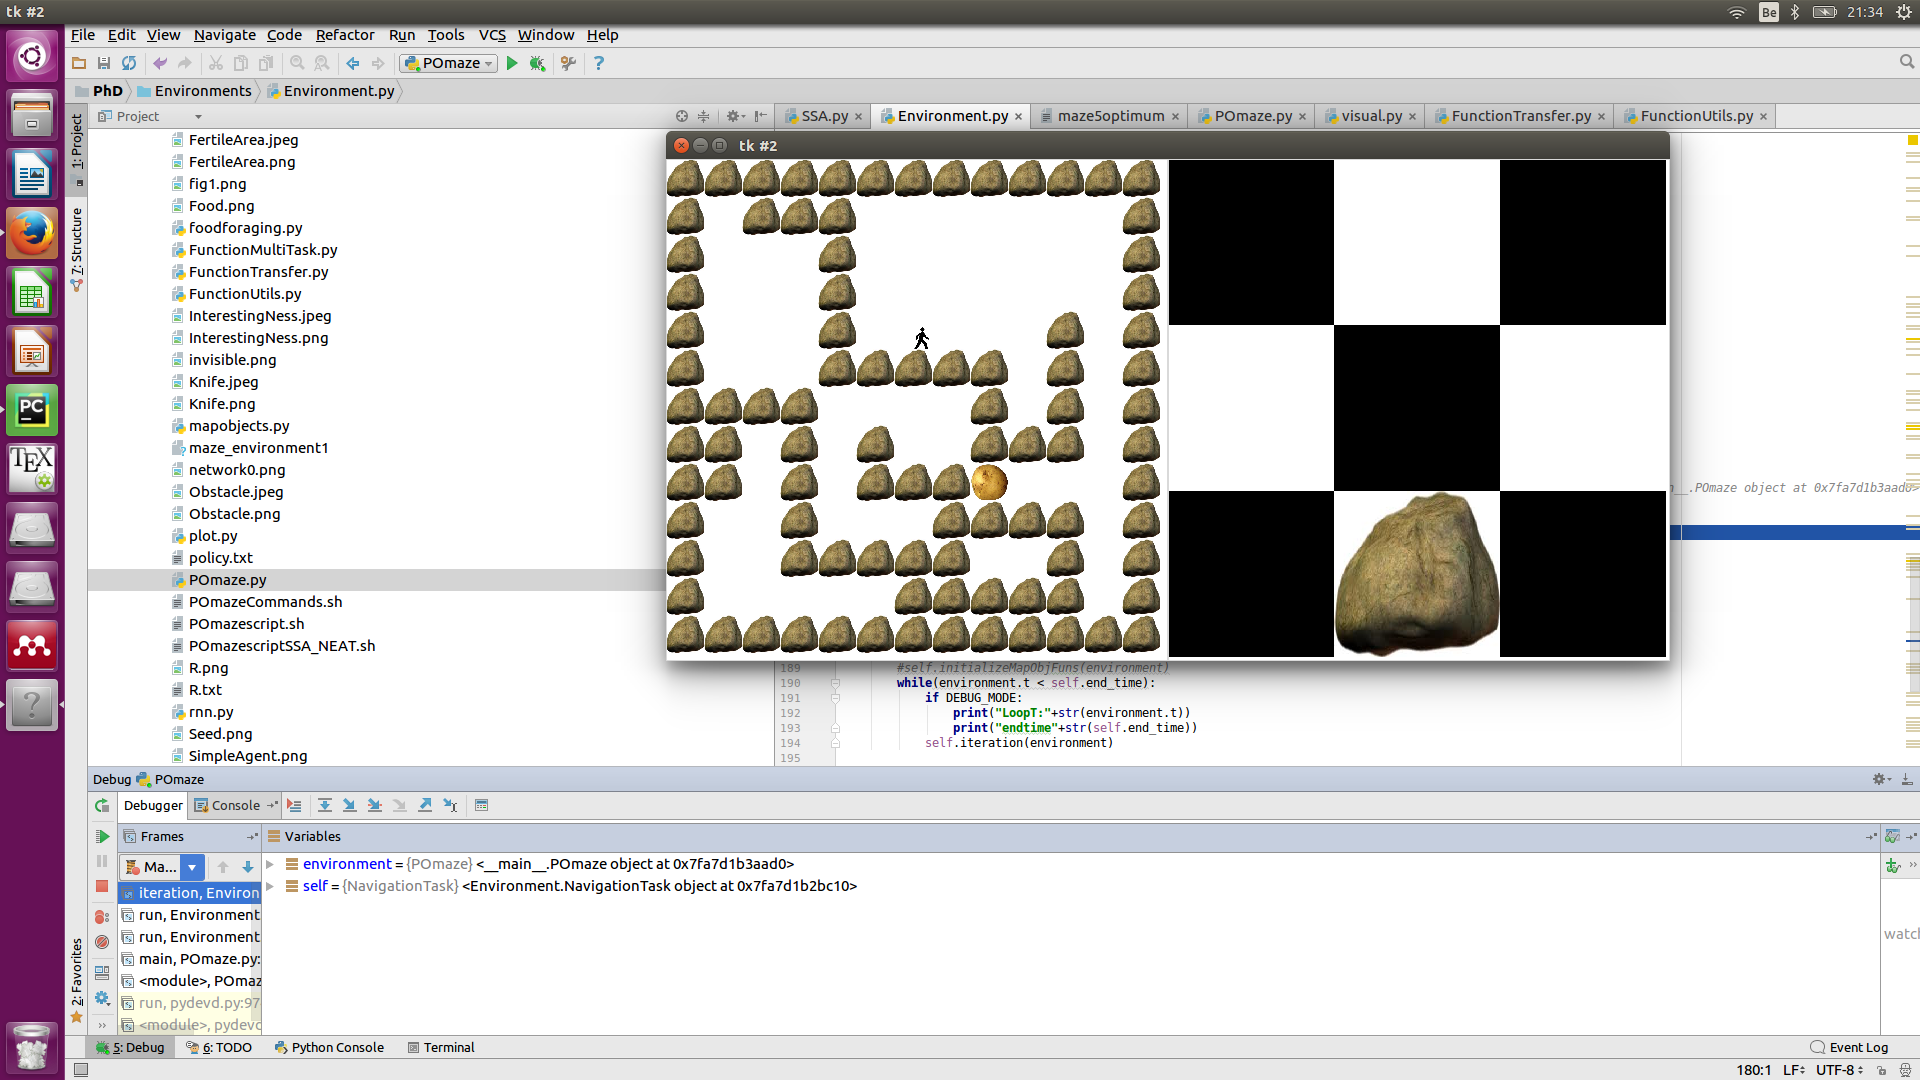 tk #2
Be
21:34
File Edit View Navigate Code Refactor Run Tools VCS Window Help
POmaze
PhD Environments Environment.py
Project
SSA.py Environment.py maze5optimum POmaze.py visual.py FunctionTransfer.py FunctionUtils.py
1: Project
7: Structure
2: Favorites
FertileArea.jpeg
FertileArea.png
fig1.png
Food.png
foodforaging.py
FunctionMultiTask.py
FunctionTransfer.py
FunctionUtils.py
InterestingNess.jpeg
InterestingNess.png
invisible.png
Knife.jpeg
Knife.png
mapobjects.py
maze_environment1
network0.png
Obstacle.jpeg
Obstacle.png
plot.py
policy.txt
POmaze.py
POmazeCommands.sh
POmazescript.sh
POmazescriptSSA_NEAT.sh
R.png
R.txt
rnn.py
Seed.png
SimpleAgent.png
PC
TEX
tk #2
__.POmaze object at 0x7fa7d1b3aad0>
189 #self.initializeMapObjFuns(environment)
190 while(environment.t < self.end_time):
191 if DEBUG_MODE:
192 print("LoopT:"+str(environment.t))
193 print("endtime"+str(self.end_time))
194 self.iteration(environment)
195
Debug POmaze
Debugger Console
Frames
Variables
Ma...
iteration, Environ
run, Environment
run, Environment
main, POmaze.py:
<module>, POmaz
run, pydevd.py:97
<module>, pydevd
environment = {POmaze} <__main__.POmaze object at 0x7fa7d1b3aad0>
self = {NavigationTask} <Environment.NavigationTask object at 0x7fa7d1b2bc10>
watch
5: Debug 6: TODO Python Console Terminal Event Log
180:1 LF UTF-8